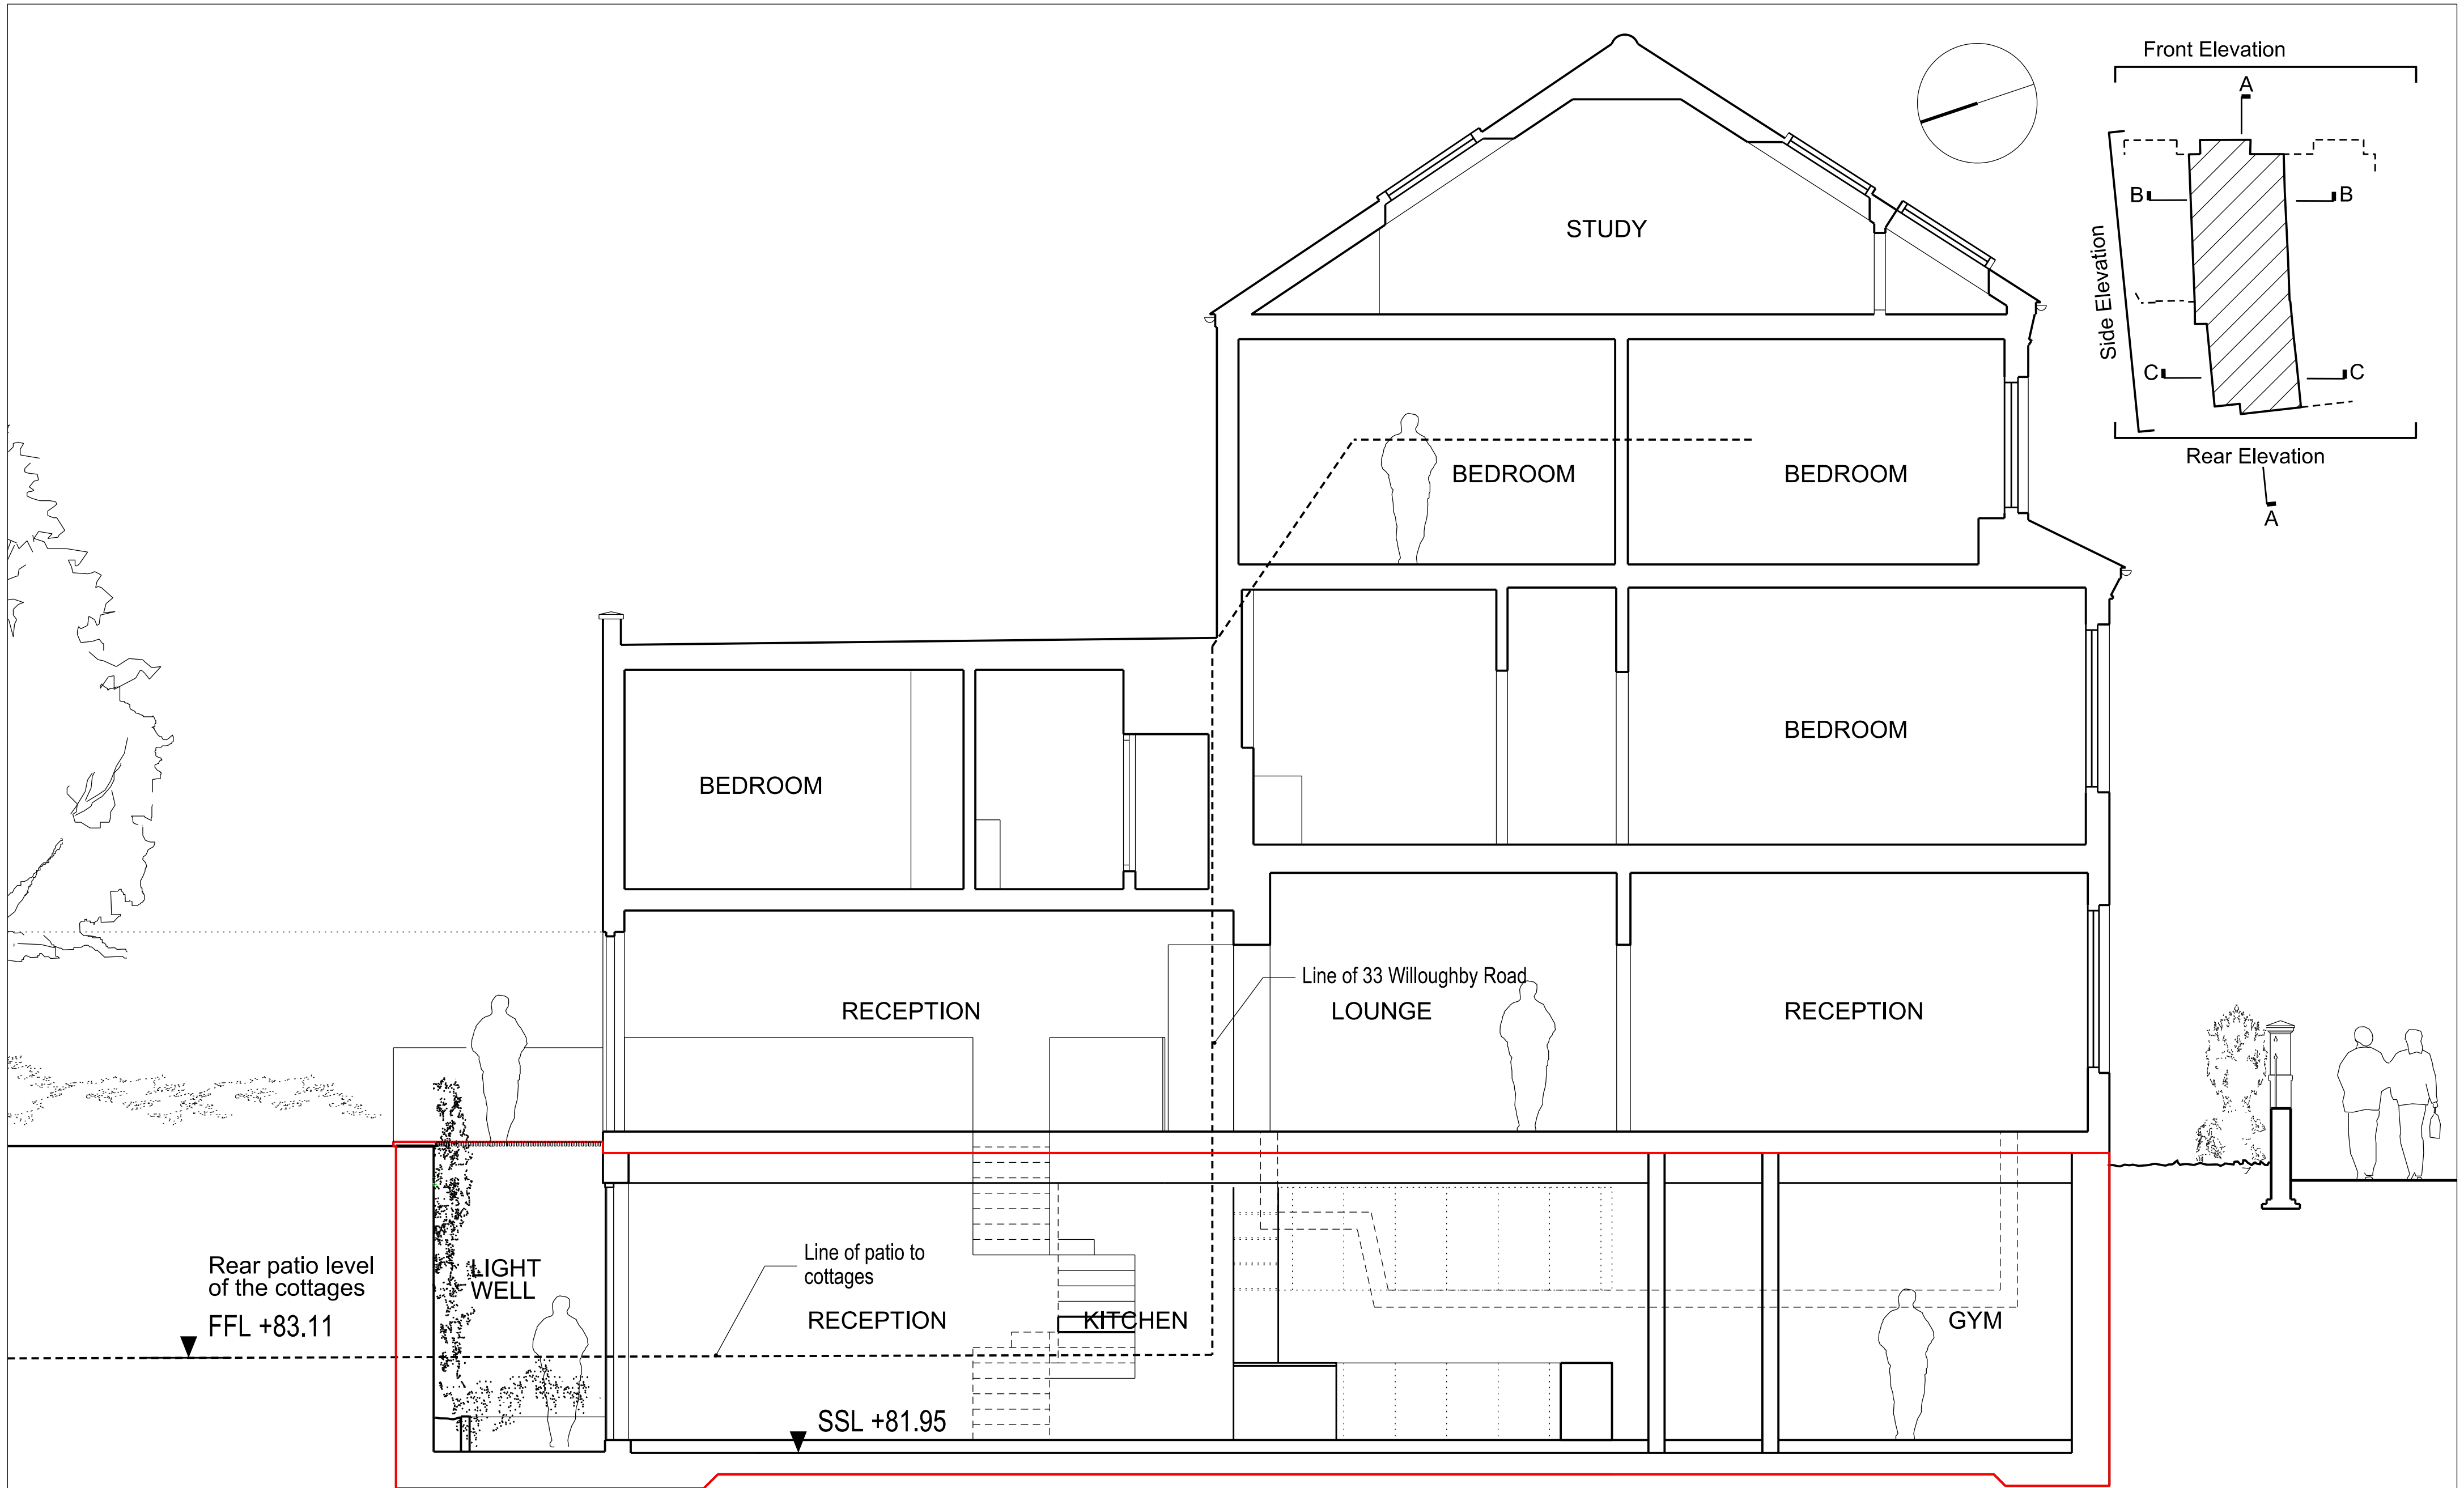 Front Elevation
A
B
B
Side Elevation
C
C
Rear Elevation
A
STUDY
BEDROOM
BEDROOM
BEDROOM
BEDROOM
Line of 33 Willoughby Road
RECEPTION
LOUNGE
RECEPTION
Rear patio level
of the cottages
FFL +83.11
LIGHT
WELL
Line of patio to
cottages
RECEPTION
KITCHEN
GYM
SSL +81.95